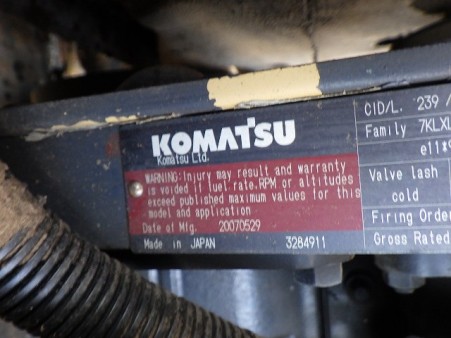 KOMATSU
Komatsu Ltd.
WARNING:Injury may result and warranty
is voided if fuel-rate.RPM or altitudes
exceed published maximum values for this
model and application.
Date of Mfg. 20070529
Made in JAPAN 3284911
CID/L. 239 /
Family 7KLXL
e11*9
Valve lash
cold
Firing Order
Gross Rated